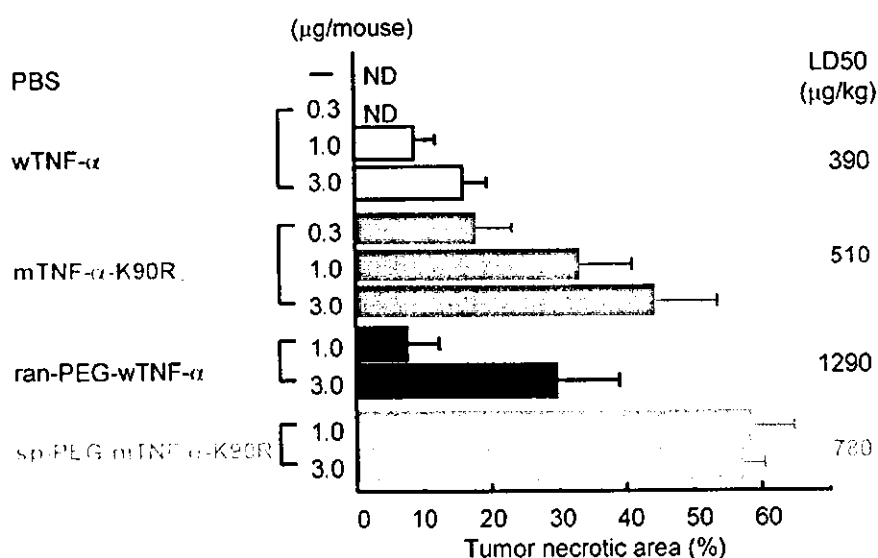 (μg/mouse)
LD50
(μg/kg)
PBS — ND
wTNF-α
0.3 ND
1.0
3.0
390
mTNF-α-K90R
0.3
1.0
3.0
510
ran-PEG-wTNF-α
1.0
3.0
1290
sp-PEG-mTNF-α-K90R
1.0
3.0
780
0 10 20 30 40 50 60
Tumor necrotic area (%)